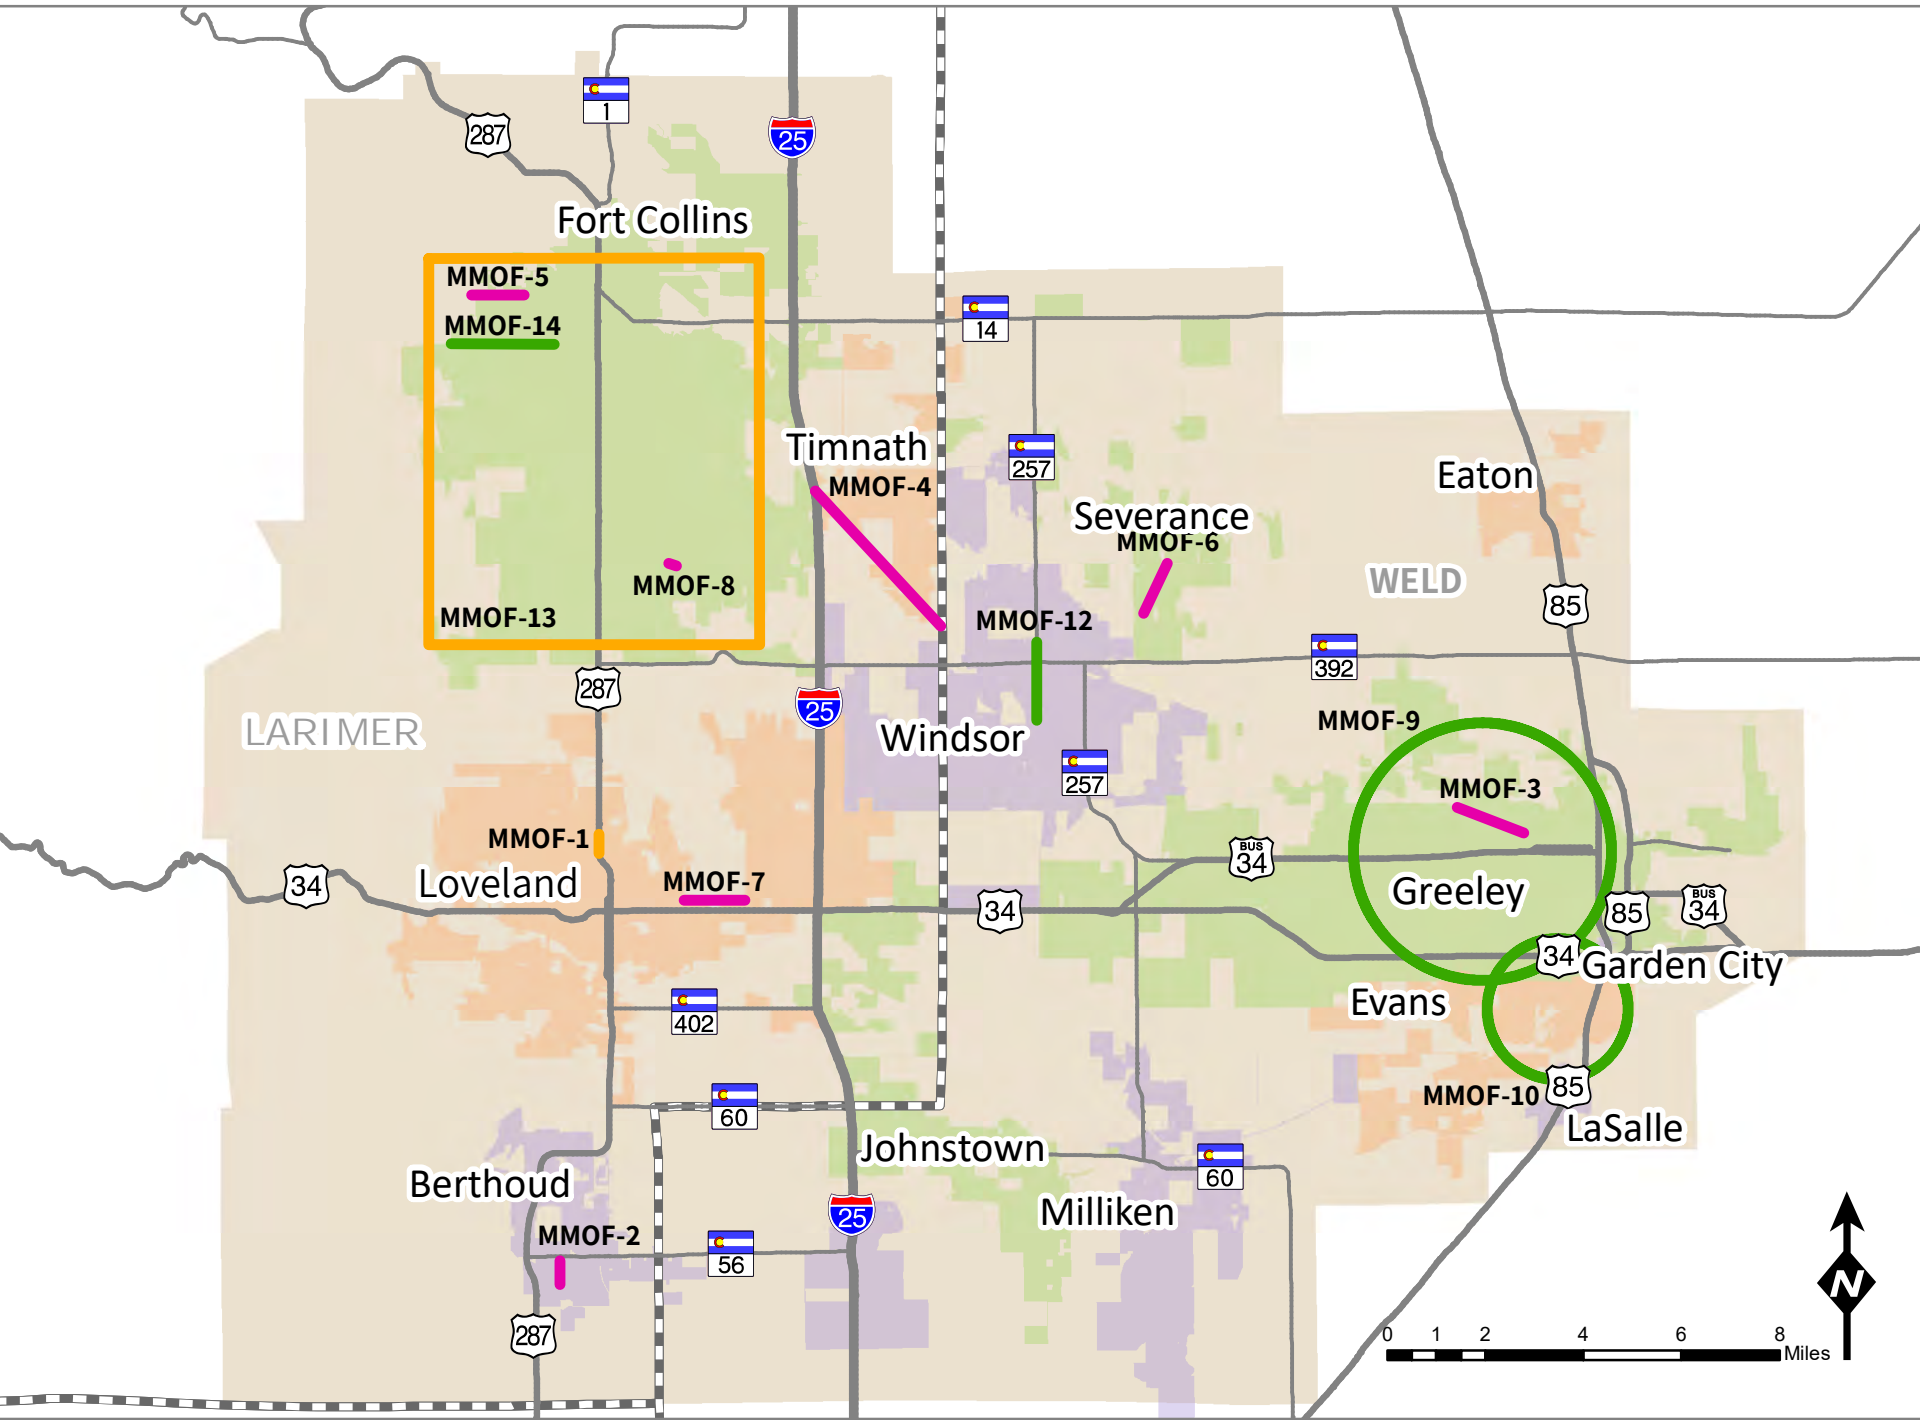 1
287
25
Fort Collins
MMOF-5
14
MMOF-14
Timnath
257
Eaton
MMOF-4
Severance
MMOF-6
WELD
MMOF-8
85
MMOF-13
MMOF-12
392
287
25
LARIMER
MMOF-9
Windsor
257
MMOF-3
MMOF-1
BUS
34
Loveland
34
MMOF-7
Greeley
34
85
BUS
34
34
Garden City
Evans
402
MMOF-10
85
60
LaSalle
Johnstown
60
Berthoud
Milliken
25
MMOF-2
56
N
287
0 1 2 4 6 8
Miles